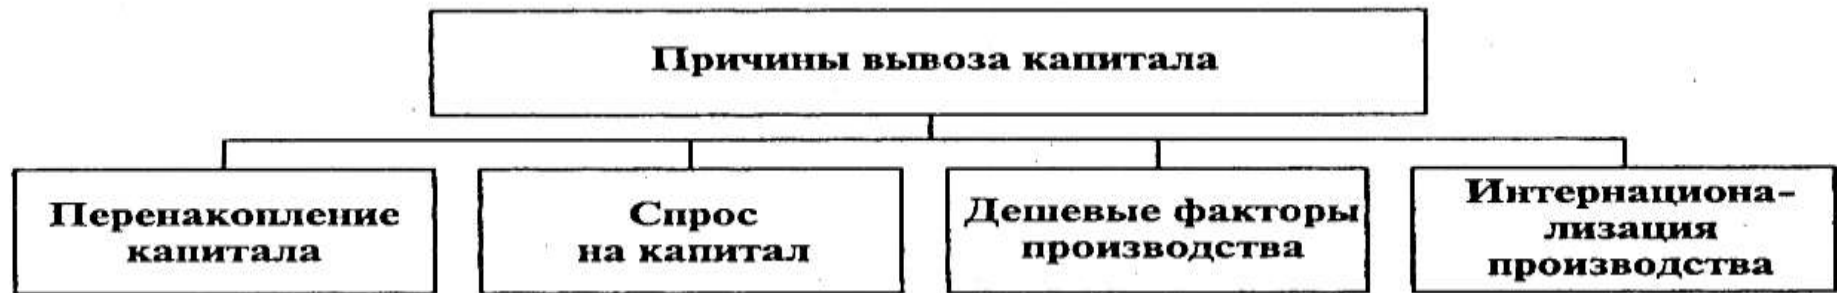 Причины вывоза капитала
Перенакопление
капитала
Спрос
на капитал
Дешевые факторы
производства
Интернациона-
лизация
производства